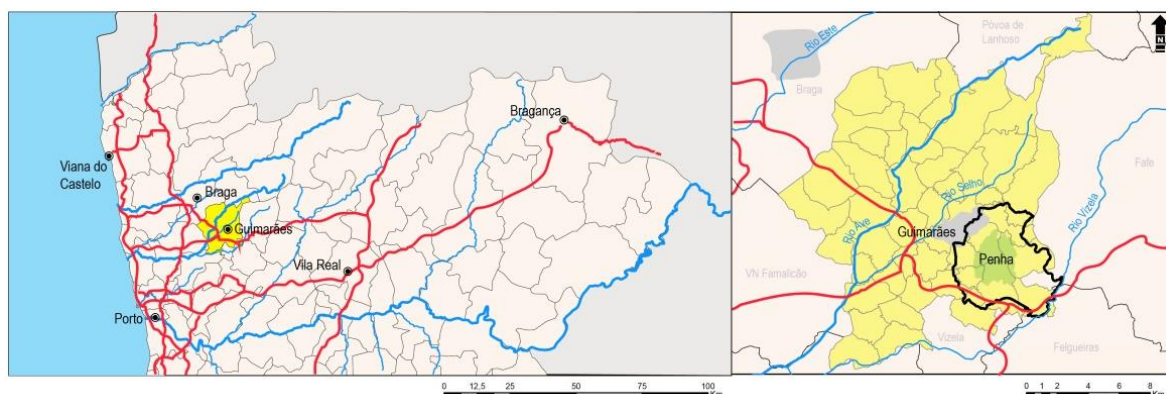 Viana do
Castelo
Braga
Guimarães
Porto
Vila Real
Bragança
0 12,5 25 50 75 100
Km
Rio Este
Braga
Póvoa de
Lanhoso
N
Fafe
Rio Selho
Rio Ave
Guimarães
Penha
Rio Vizela
VN Famalicão
Vizela
Felgueiras
0 1 2 4 6 8
Km